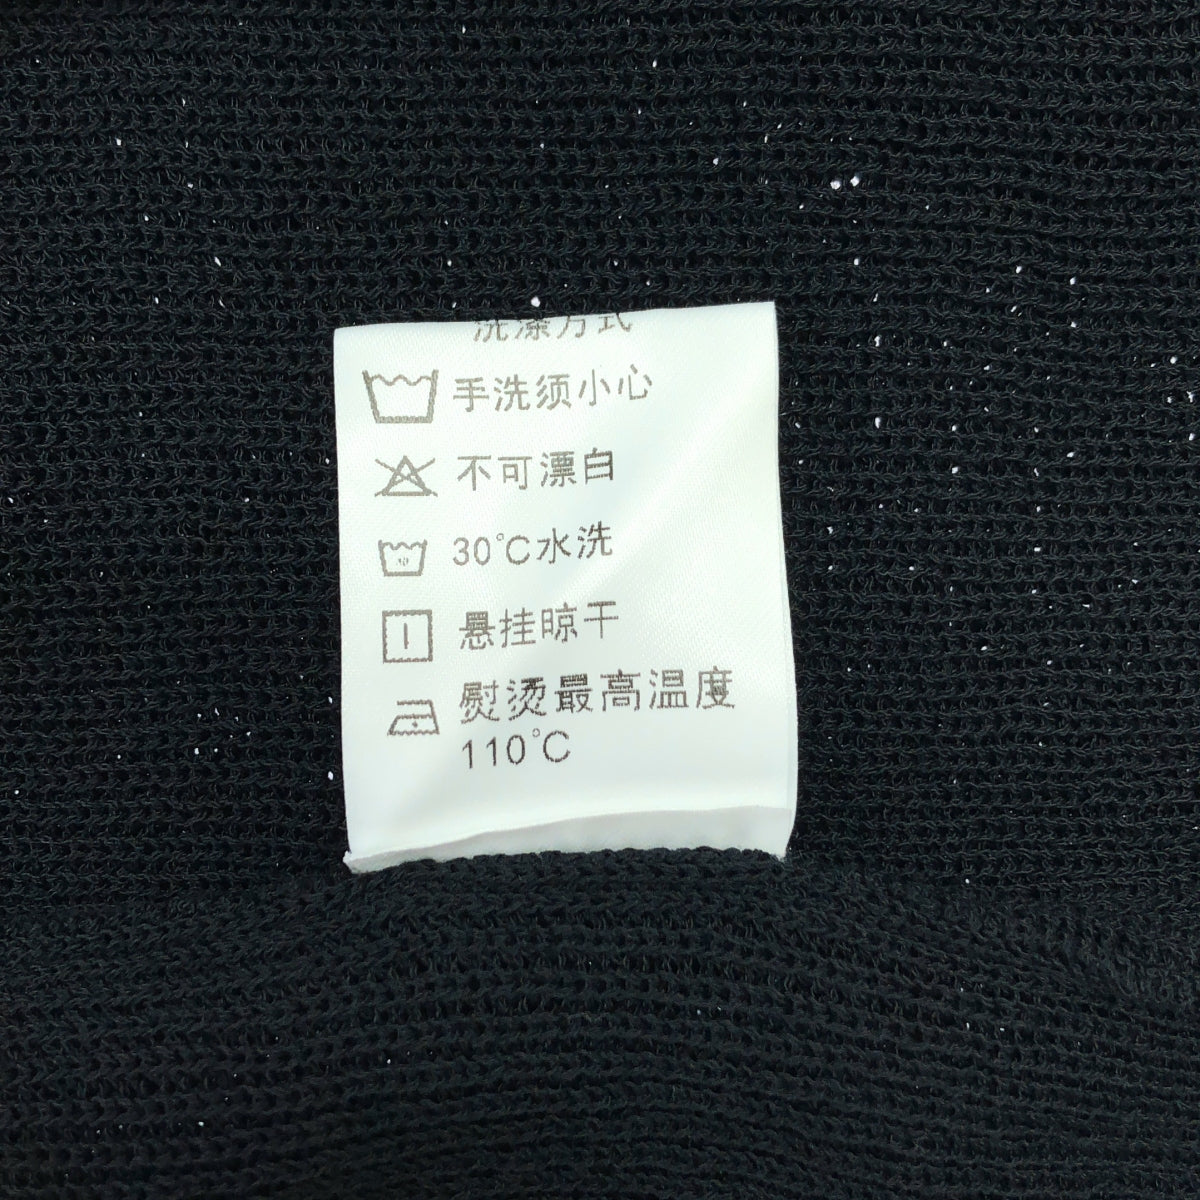 洗涤方式
手洗须小心
不可漂白
30°C水洗
悬挂晾干
熨烫最高温度
110°C